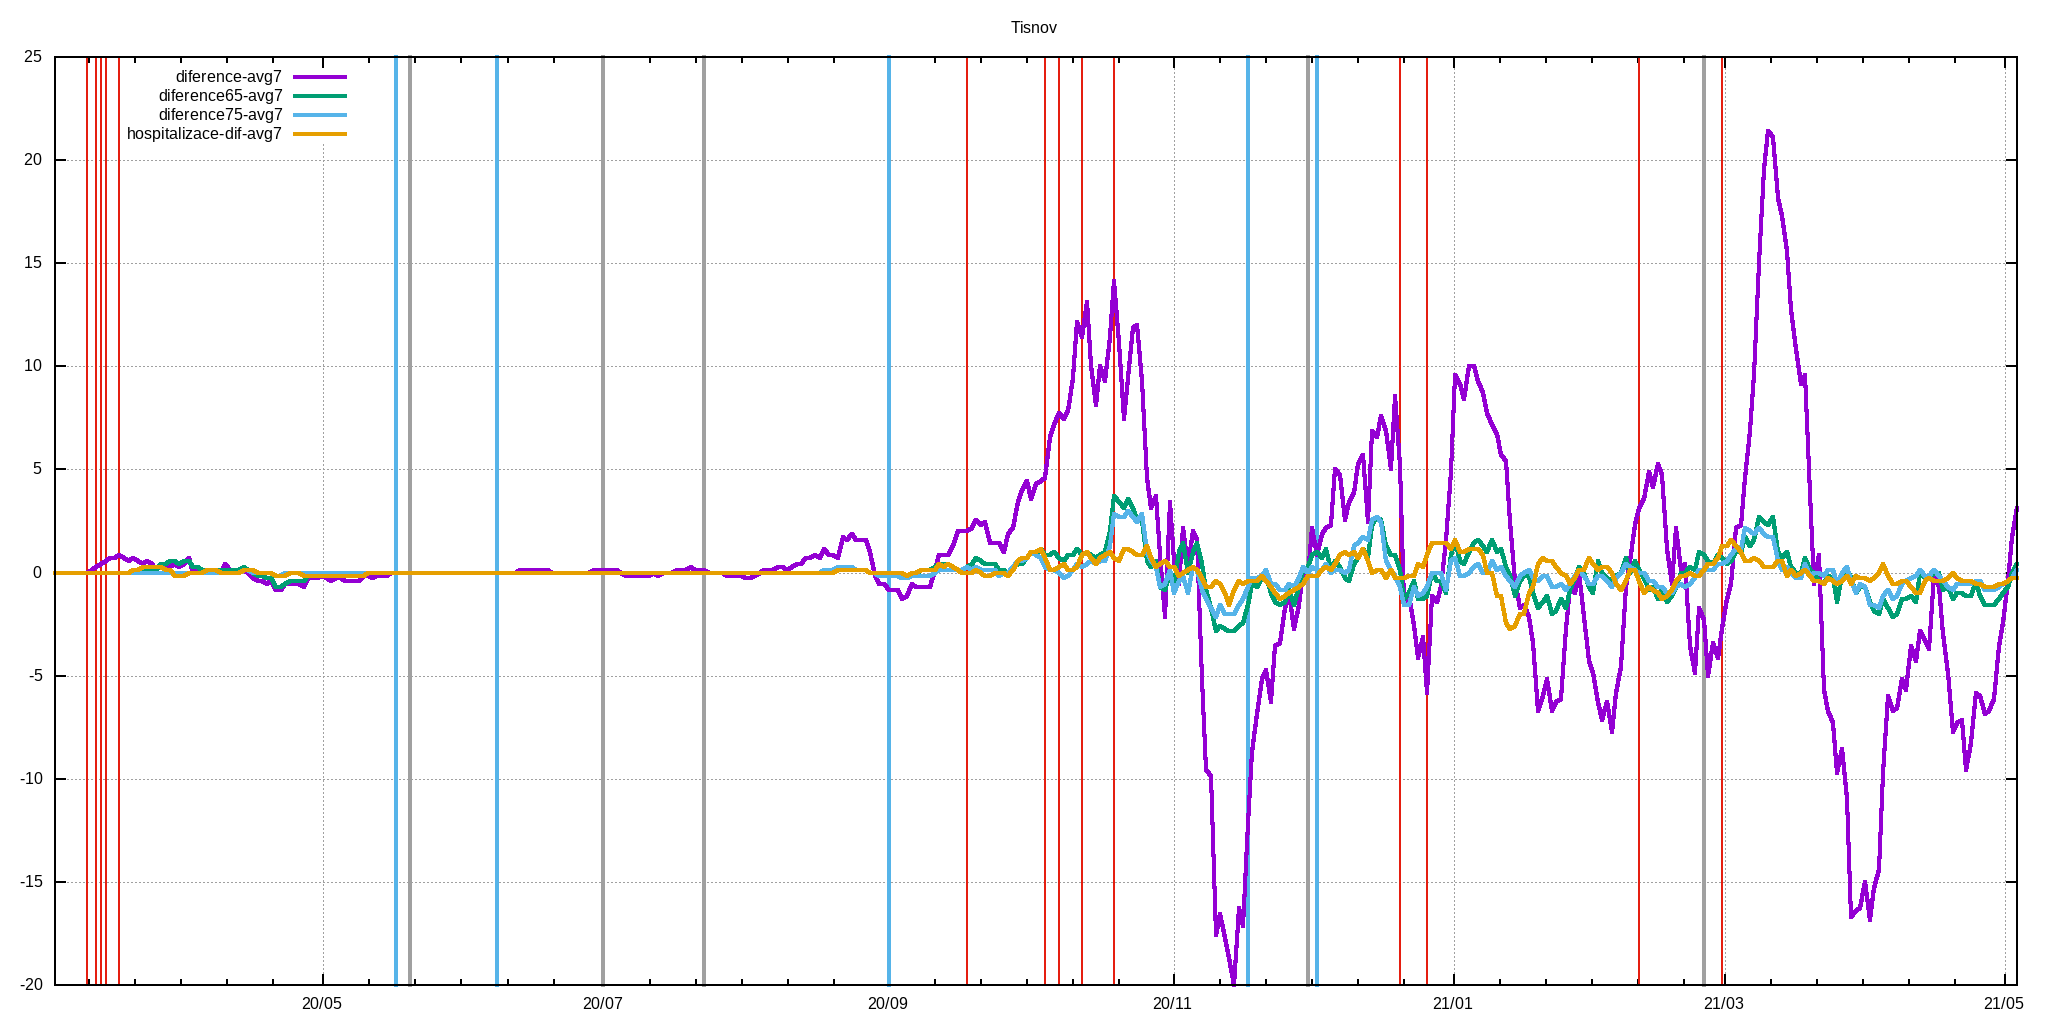 Tisnov
25
20
15
10
5
0
-5
-10
-15
-20
diference-avg7
diference65-avg7
diference75-avg7
hospitalizace-dif-avg7
20/05 20/07 20/09 20/11 21/01 21/03 21/05